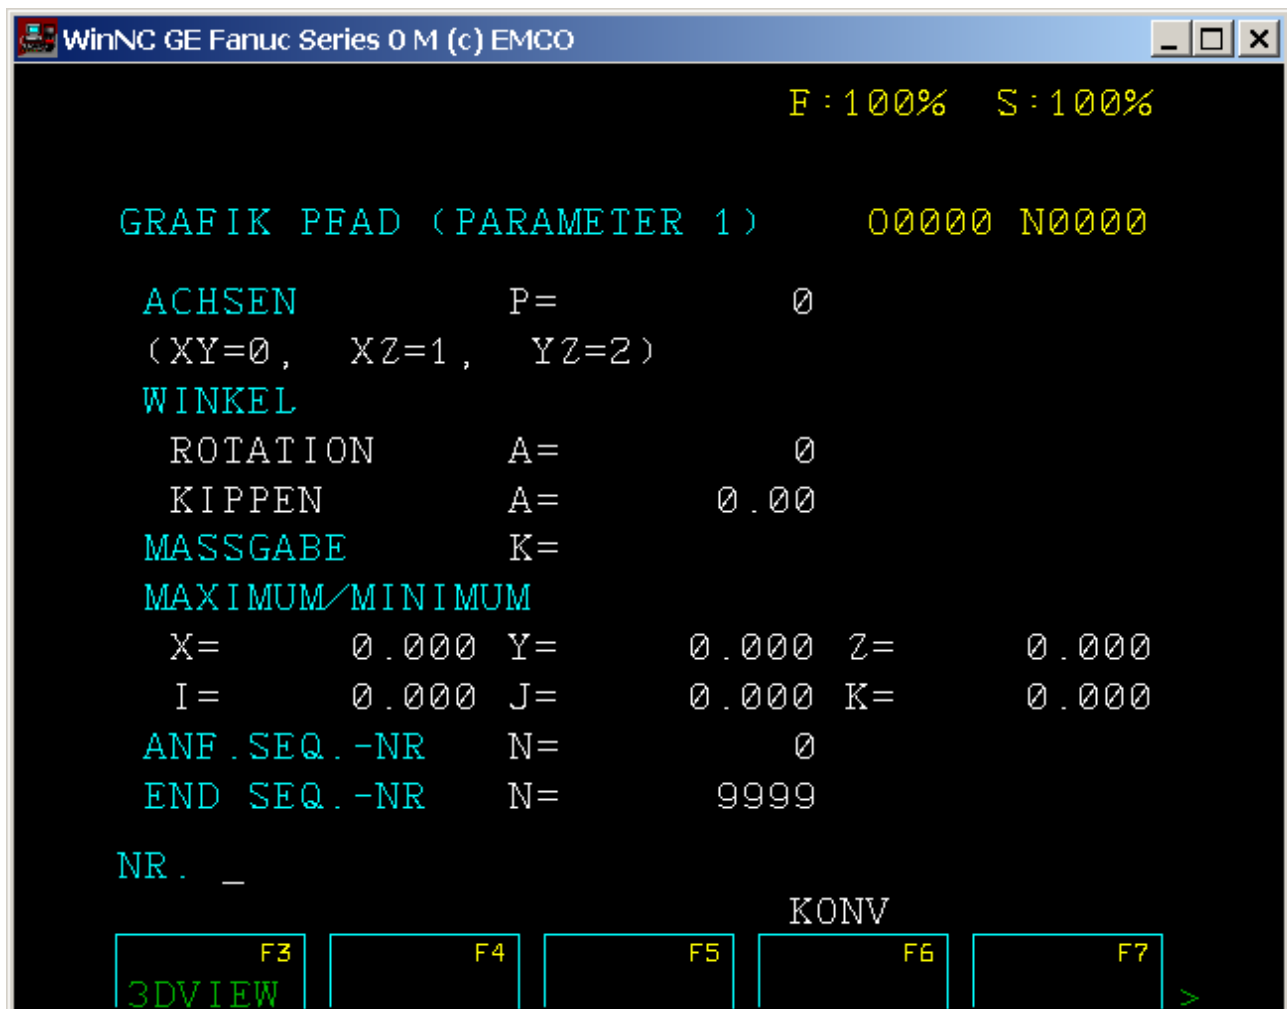 WinNC GE Fanuc Series 0 M (c) EMCO
F:100% S:100%
GRAFIK PFAD (PARAMETER 1) O0000 N0000
ACHSEN P= 0
(XY=0, XZ=1, YZ=2)
WINKEL
ROTATION A= 0
KIPPEN A= 0.00
MASSGABE K=
MAXIMUM/MINIMUM
X= 0.000 Y= 0.000 Z= 0.000
I= 0.000 J= 0.000 K= 0.000
ANF.SEQ.-NR N= 0
END SEQ.-NR N= 9999
NR. _
KONV
F3 F4 F5 F6 F7
3DVIEW >